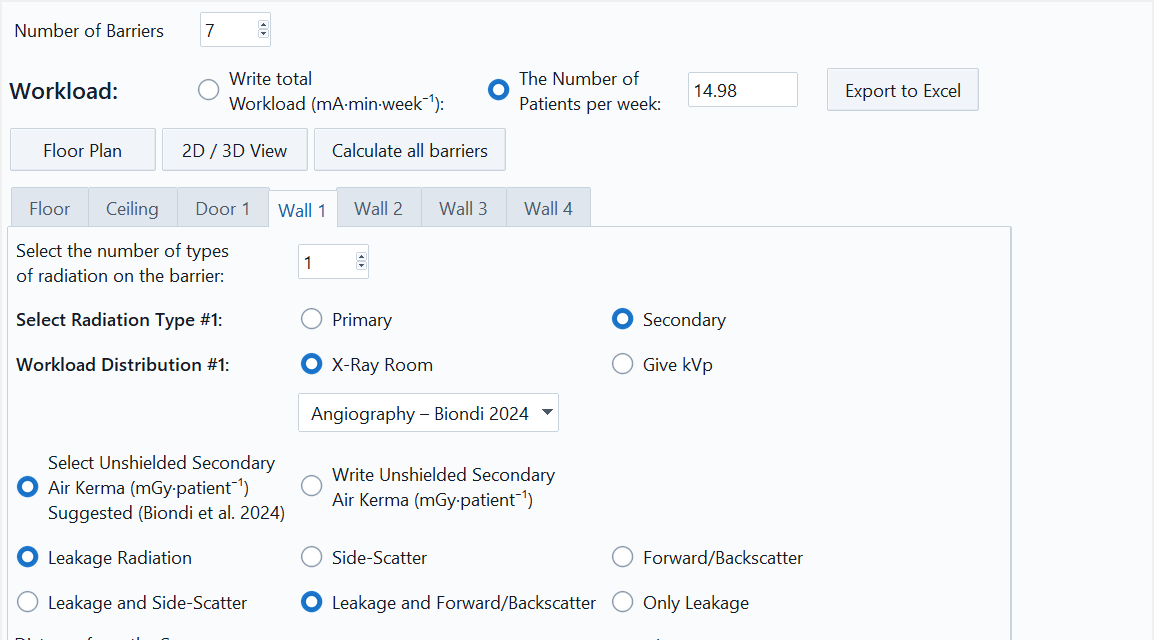 Number of Barriers 7
Workload: Write total Workload (mA·min·week⁻¹): The Number of Patients per week: 14.98 Export to Excel
Floor Plan 2D / 3D View Calculate all barriers
Floor Ceiling Door 1 Wall 1 Wall 2 Wall 3 Wall 4
Select the number of types
of radiation on the barrier: 1
Select Radiation Type #1: Primary Secondary
Workload Distribution #1: X-Ray Room Give kVp
Angiography – Biondi 2024
Select Unshielded Secondary
Air Kerma (mGy·patient⁻¹)
Suggested (Biondi et al. 2024)
Write Unshielded Secondary
Air Kerma (mGy·patient⁻¹)
Leakage Radiation Side-Scatter Forward/Backscatter
Leakage and Side-Scatter Leakage and Forward/Backscatter Only Leakage